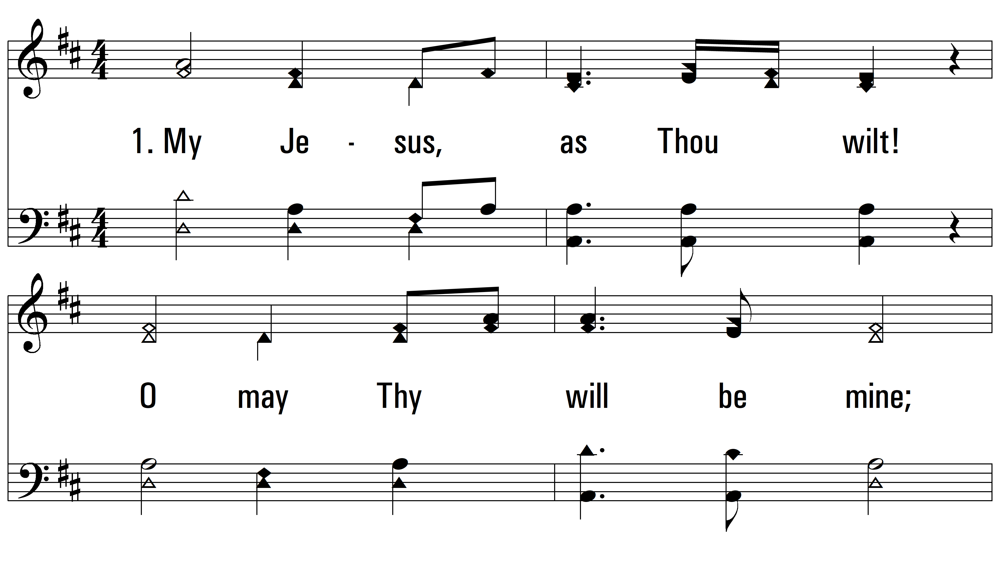 1. My Je - sus, as Thou wilt!
O may Thy will be mine;